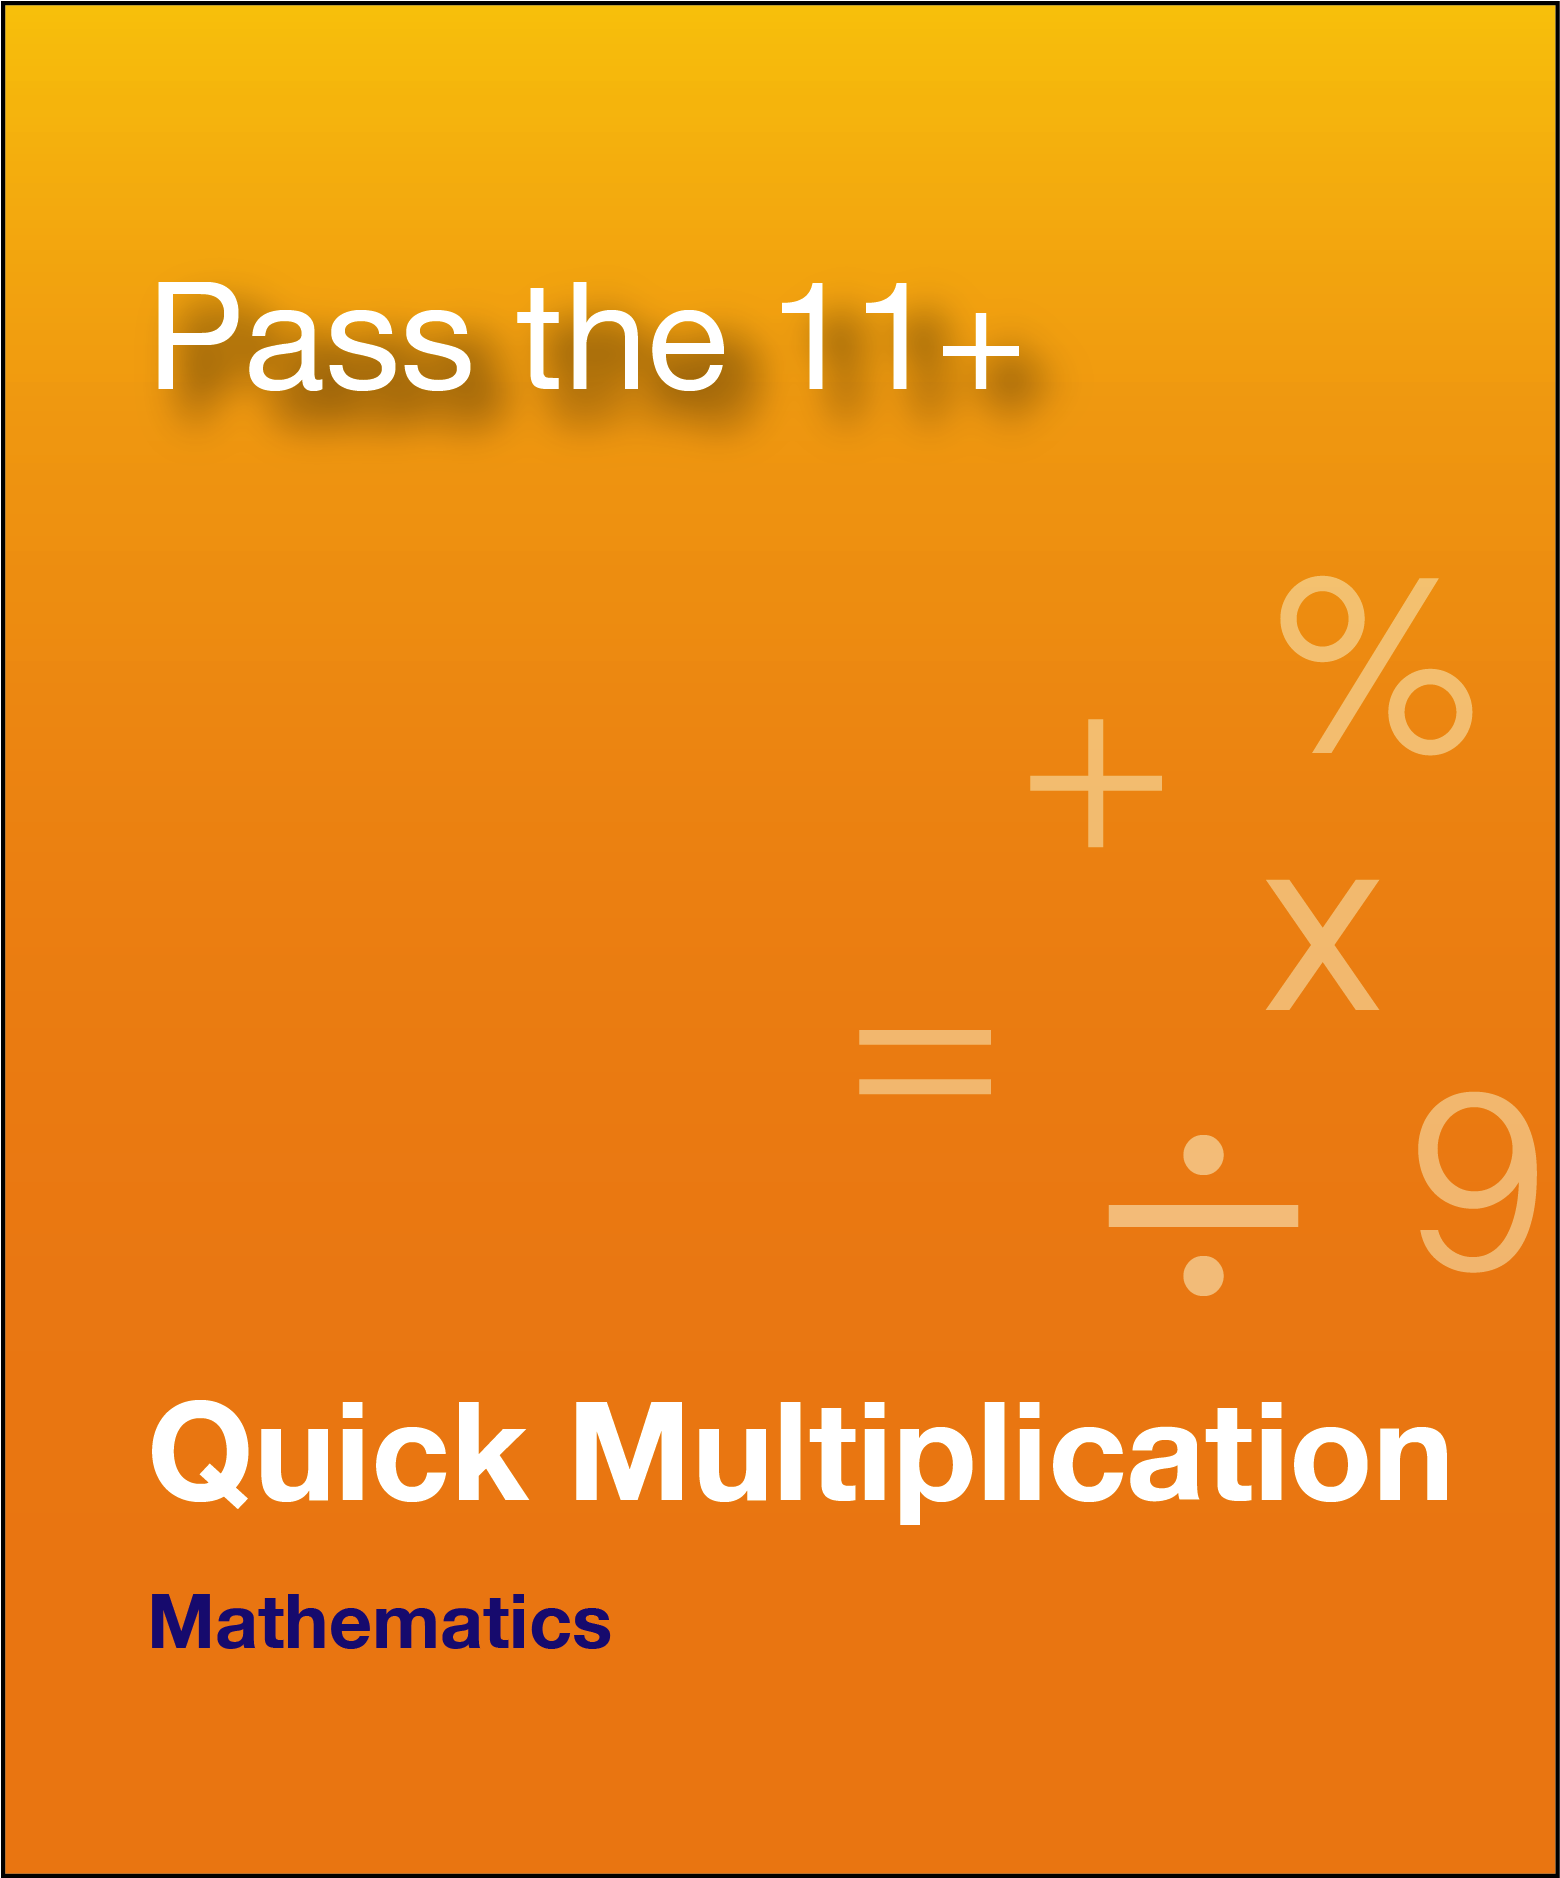 Pass the 11+
%
+
x
=
÷ 9
Quick Multiplication
Mathematics